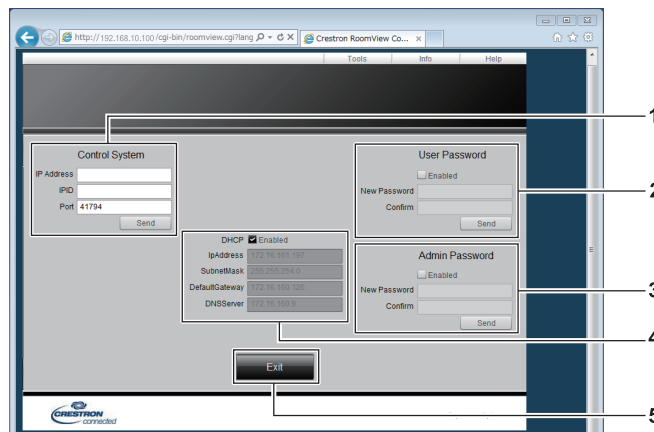 http://192.168.10.100/cgi-bin/roomview.cgi?lang
Crestron RoomView Co...
Tools Info Help
1
Control System
IP Address
IPID
Port 41794
Send
User Password
Enabled
New Password
Confirm
Send
2
DHCP Enabled
IpAddress 172.16.161.197
SubnetMask 255.255.254.0
DefaultGateway 172.16.160.126
DNSServer 172.16.160.9
Admin Password
Enabled
New Password
Confirm
Send
3
4
Exit
5
CRESTRON
connected